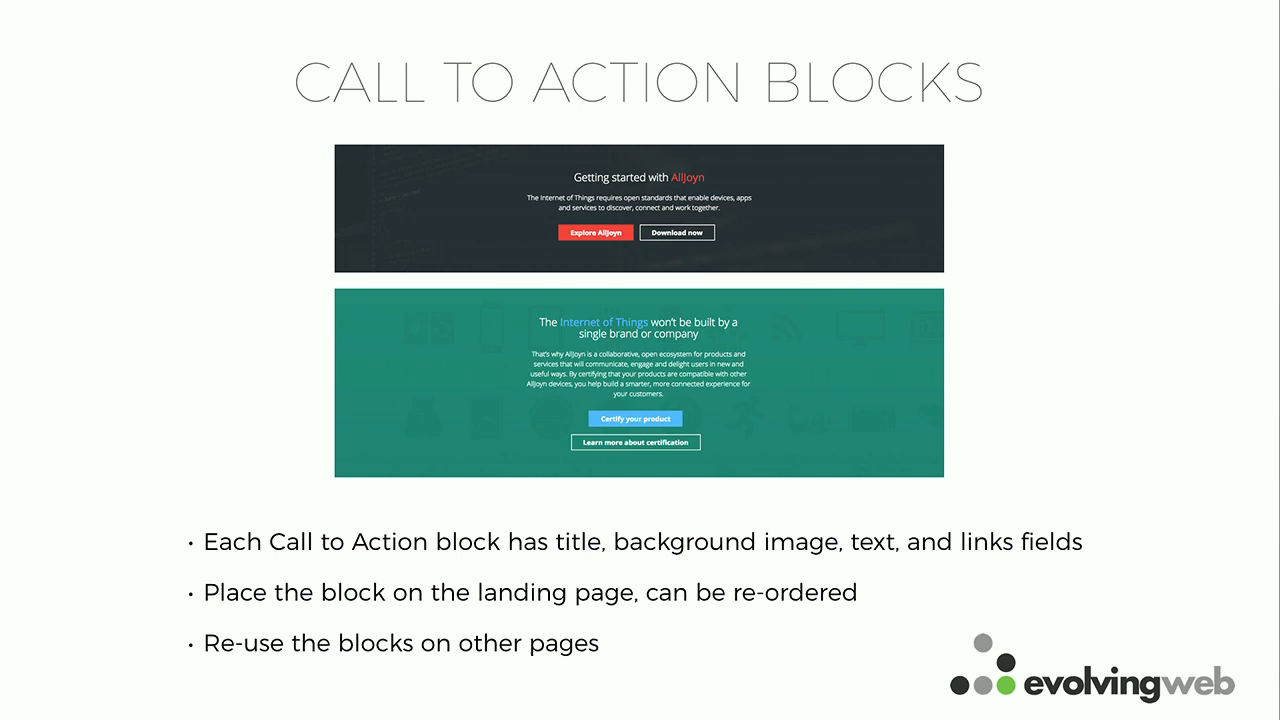 CALL TO ACTION BLOCKS
Getting started with AllJoyn
The Internet of Things requires open standards that enable devices, apps
and services to discover, connect and work together.
Explore AllJoyn
Download now
The Internet of Things won't be built by a
single brand or company
That's why AllJoyn is a collaborative, open ecosystem for products and
services that will communicate, engage and delight users in new and
useful ways. By certifying that your products are compatible with other
AllJoyn devices, you help build a smarter, more connected experience for
your customers.
Certify your product
Learn more about certification
• Each Call to Action block has title, background image, text, and links fields
• Place the block on the landing page, can be re-ordered
• Re-use the blocks on other pages
evolvingweb